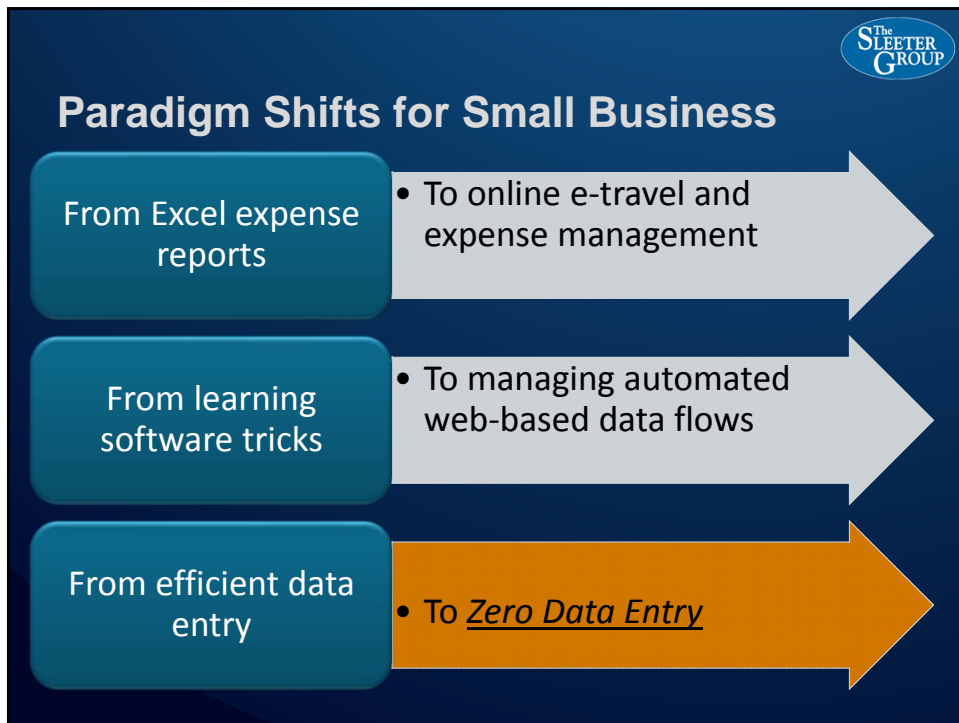 The
SLEETER
GROUP
Paradigm Shifts for Small Business
From Excel expense
reports
• To online e-travel and
expense management
From learning
software tricks
• To managing automated
web-based data flows
From efficient data
entry
• To Zero Data Entry